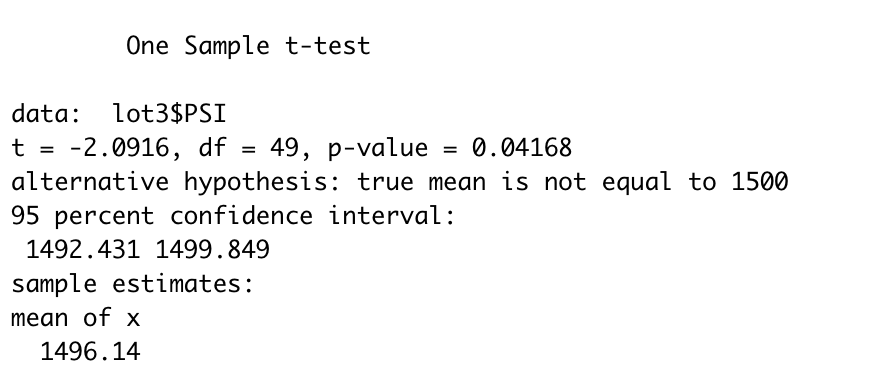 One Sample t-test
data:  lot3$PSI
t = -2.0916, df = 49, p-value = 0.04168
alternative hypothesis: true mean is not equal to 1500
95 percent confidence interval:
1492.431 1499.849
sample estimates:
mean of x
1496.14